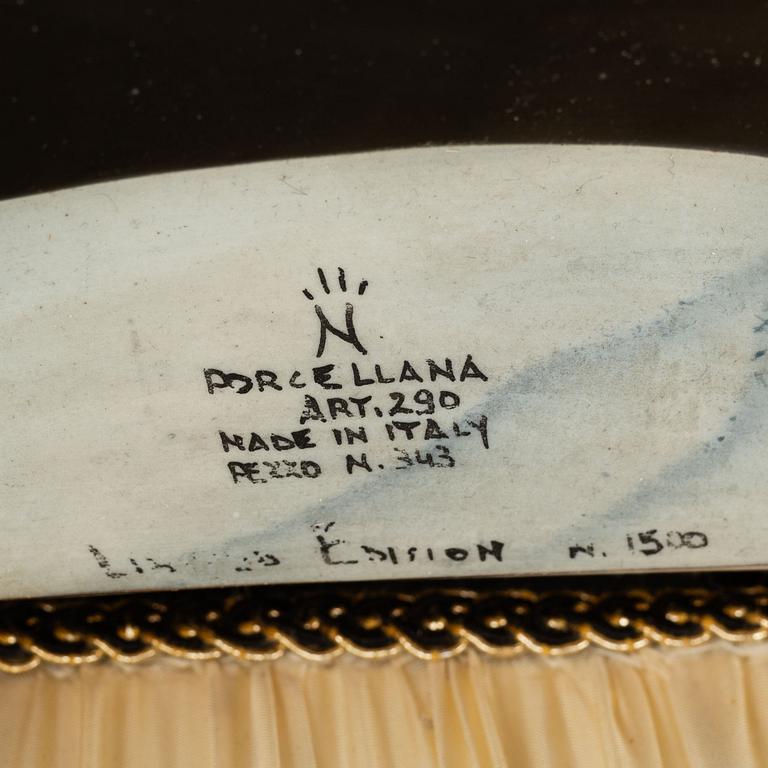 N
PORCELLANA
ART. 290
MADE IN ITALY
PEZZO N. 343
EDITION N. 1500